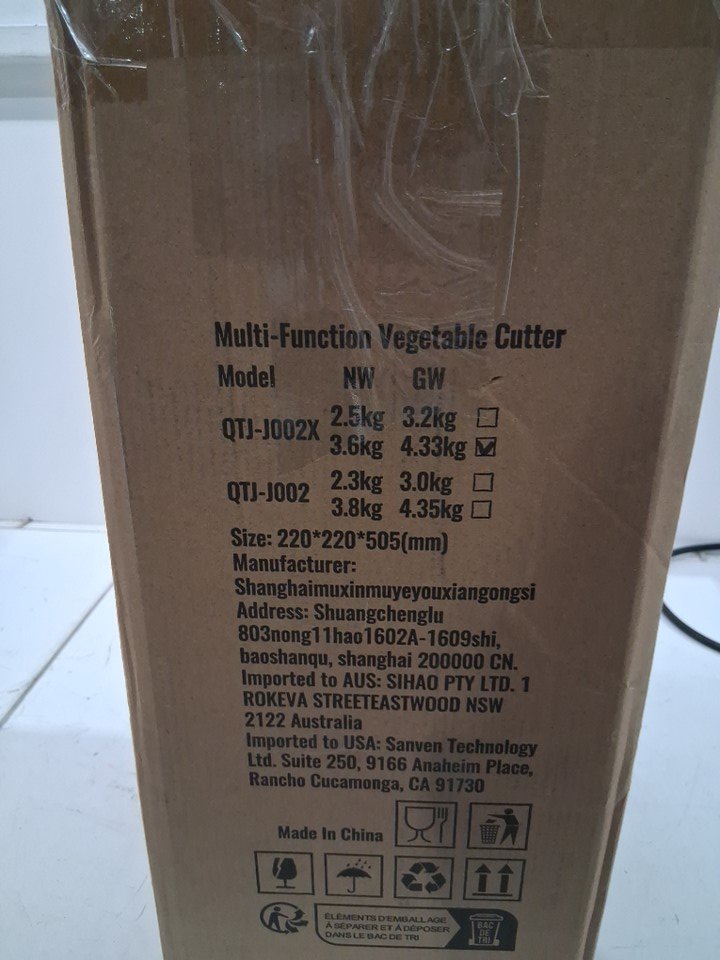 Multi-Function Vegetable Cutter
Model NW GW
QTJ-J002X 2.5kg 3.2kg ☐
3.6kg 4.33kg ☑
QTJ-J002 2.3kg 3.0kg ☐
3.8kg 4.35kg ☐
Size: 220*220*505(mm)
Manufacturer:
Shanghaimuxinmuyeyouxiangongsi
Address: Shuangchenglu
803nong11hao1602A-1609shi,
baoshanqu, shanghai 200000 CN.
Imported to AUS: SIHAO PTY LTD. 1
ROKEVA STREETEASTWOOD NSW
2122 Australia
Imported to USA: Sanven Technology
Ltd. Suite 250, 9166 Anaheim Place,
Rancho Cucamonga, CA 91730
Made In China
ÉLÉMENTS D'EMBALLAGE
À SÉPARER ET À DÉPOSER
DANS LE BAC DE TRI
BAC
DE
TRI